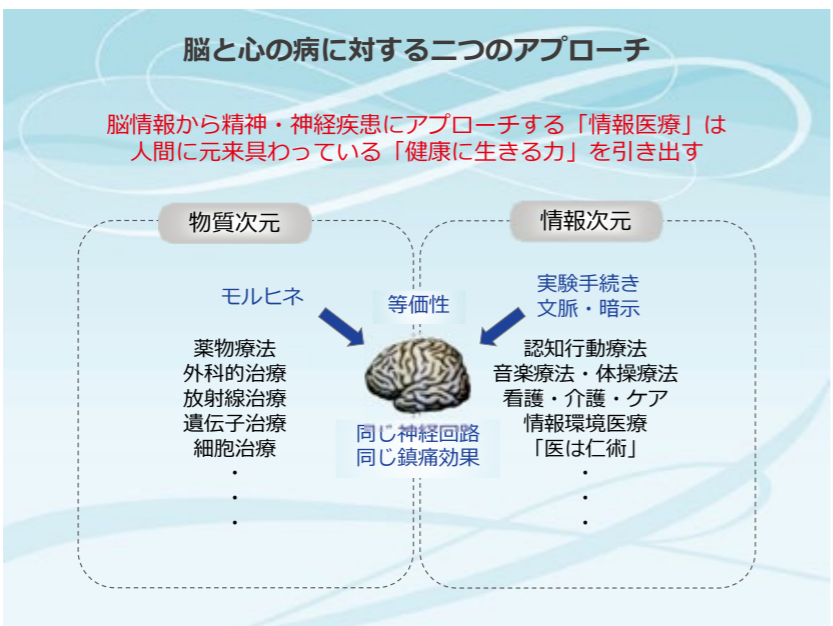 脳と心の病に対する二つのアプローチ
脳情報から精神・神経疾患にアプローチする「情報医療」は
人間に元来具わっている「健康に生きる力」を引き出す
物質次元
情報次元
モルヒネ
等価性
実験手続き
文脈・暗示
薬物療法
外科的治療
放射線治療
遺伝子治療
細胞治療
・
・
・
同じ神経回路
同じ鎮痛効果
認知行動療法
音楽療法・体操療法
看護・介護・ケア
情報環境医療
「医は仁術」
・
・
・